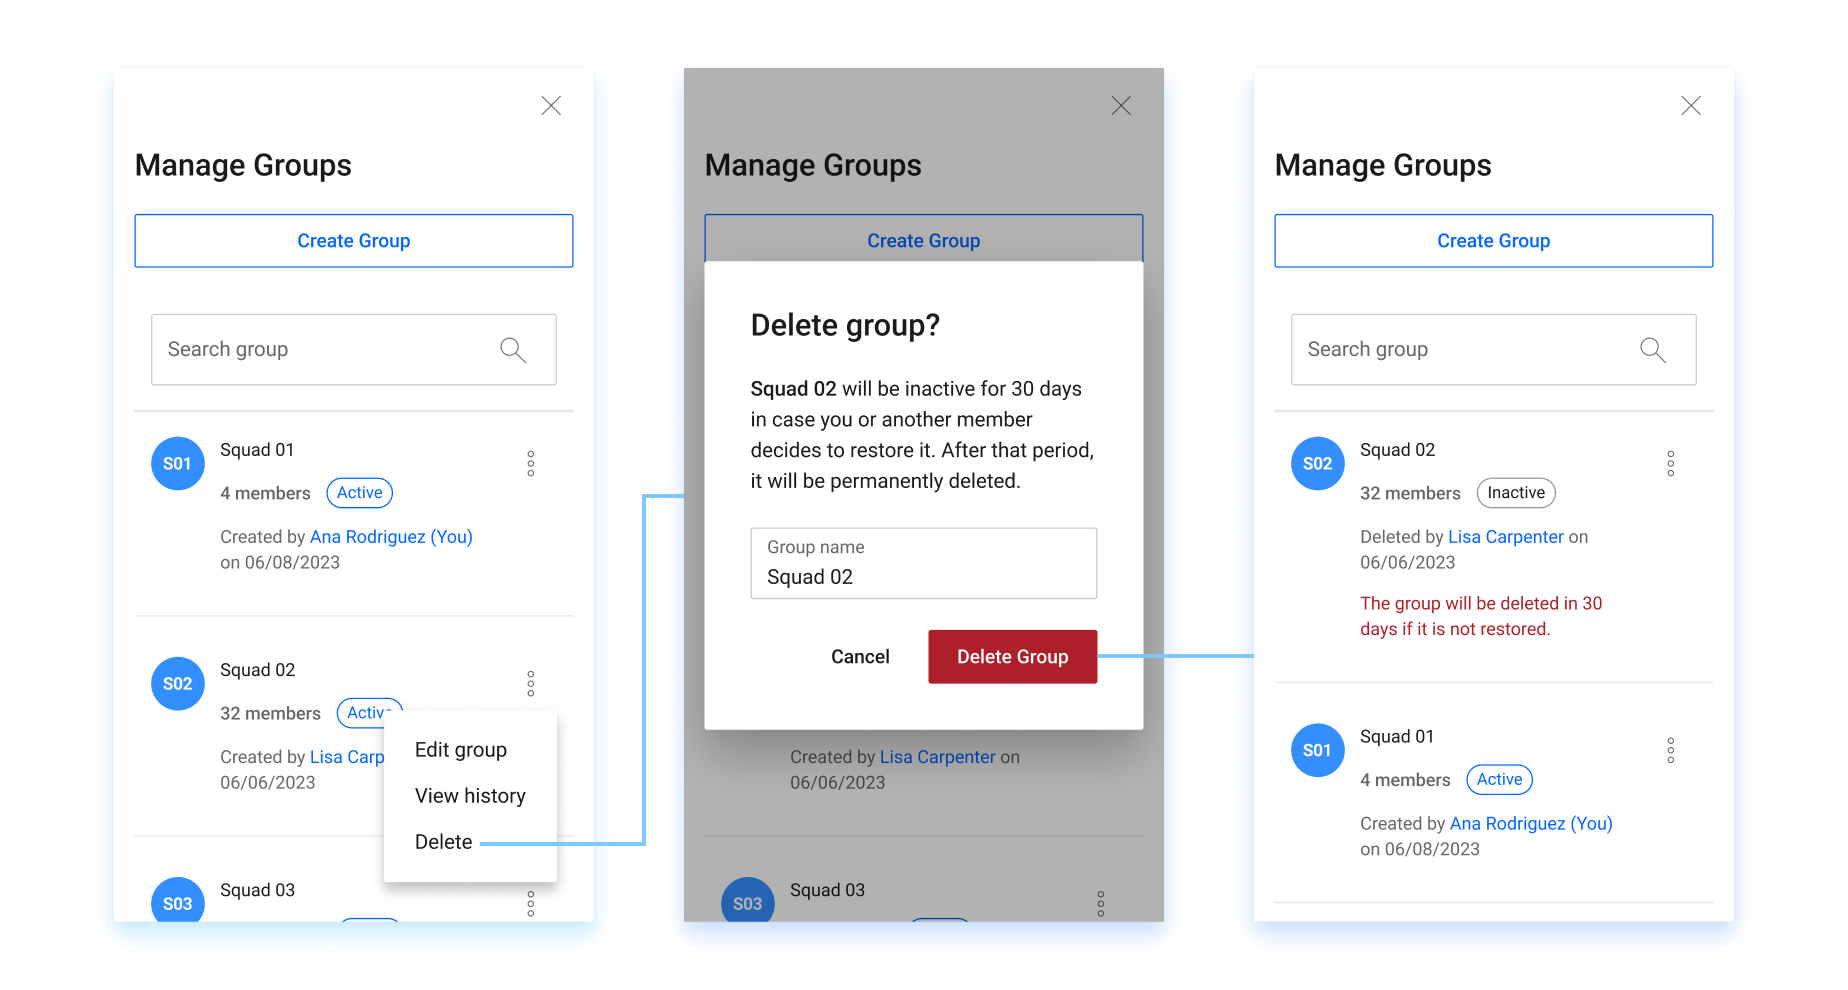 Manage Groups
Create Group
Search group
S01
Squad 01
4 members
Active
Created by Ana Rodriguez (You)
on 06/08/2023
S02
Squad 02
32 members
Active
Created by Lisa Carp
06/06/2023
Edit group
View history
Delete
S03
Squad 03
Manage Groups
Create Group
Delete group?
Squad 02 will be inactive for 30 days
in case you or another member
decides to restore it. After that period,
it will be permanently deleted.
Group name
Squad 02
Cancel
Delete Group
Created by Lisa Carpenter on
06/06/2023
S03
Squad 03
Manage Groups
Create Group
Search group
S02
Squad 02
32 members
Inactive
Deleted by Lisa Carpenter on
06/06/2023
The group will be deleted in 30
days if it is not restored.
S01
Squad 01
4 members
Active
Created by Ana Rodriguez (You)
on 06/08/2023